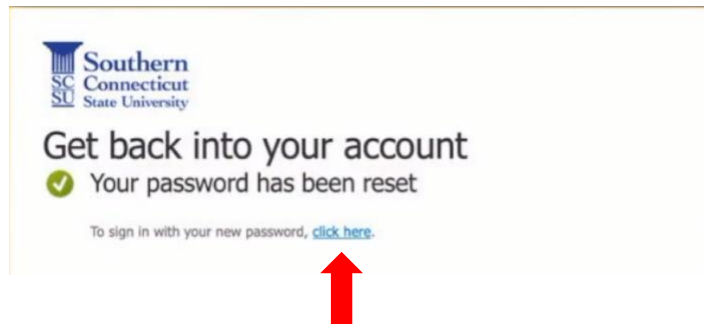 Southern
SC Connecticut
SU State University
Get back into your account
Your password has been reset
To sign in with your new password, click here.